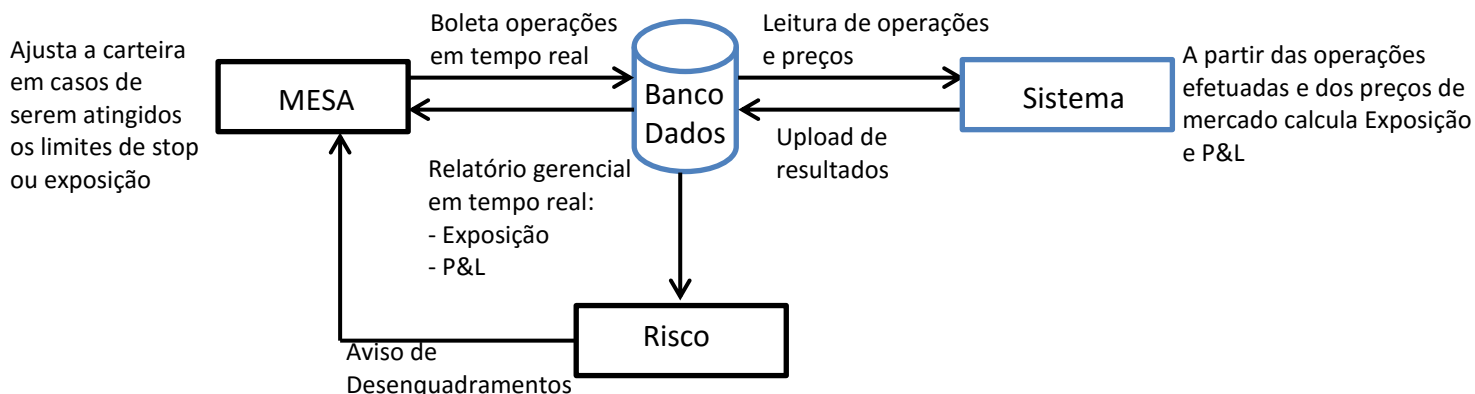 Ajusta a carteira
em casos de
serem atingidos
os limites de stop
ou exposição
MESA
Boleta operações
em tempo real
Banco
Dados
Leitura de operações
e preços
Sistema
A partir das operações
efetuadas e dos preços de
mercado calcula Exposição
e P&L
Upload de
resultados
Relatório gerencial
em tempo real:
- Exposição
- P&L
Risco
Aviso de
Desenquadramentos